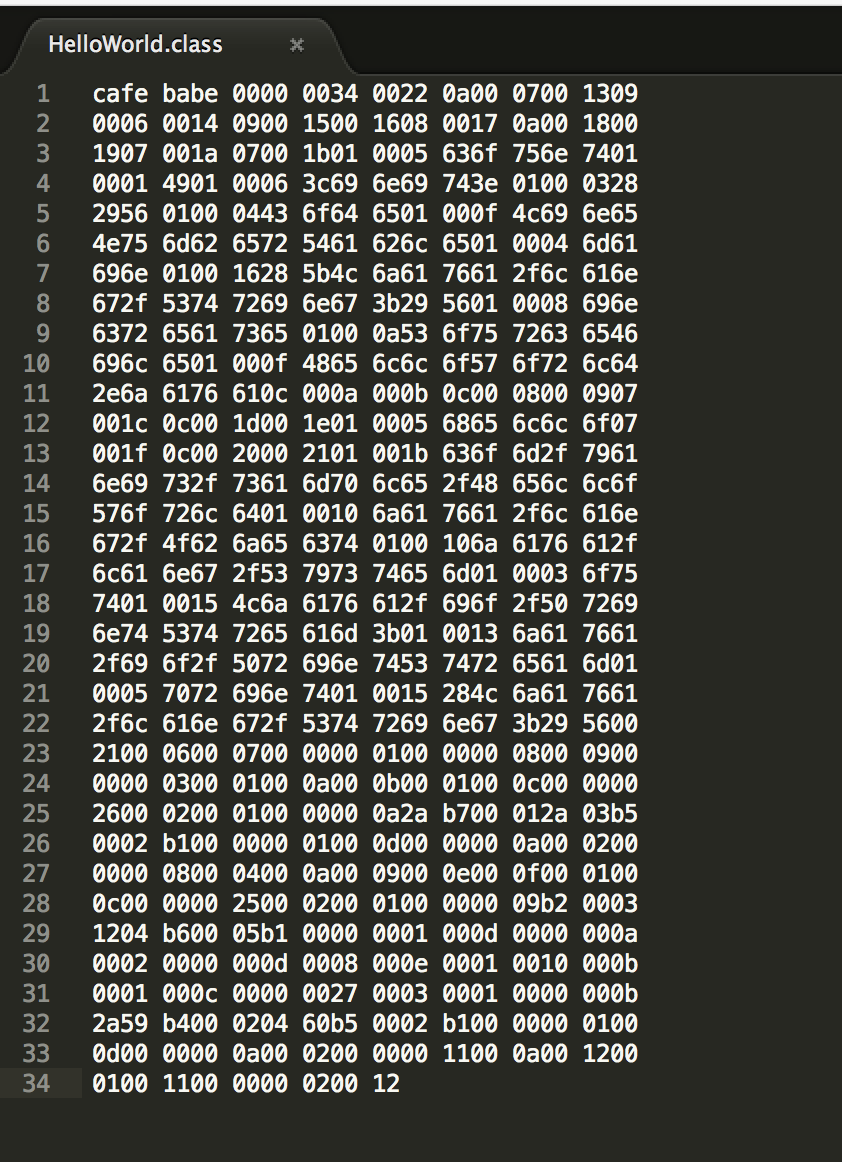 HelloWorld.class ×
1 cafe babe 0000 0034 0022 0a00 0700 1309
2 0006 0014 0900 1500 1608 0017 0a00 1800
3 1907 001a 0700 1b01 0005 636f 756e 7401
4 0001 4901 0006 3c69 6e69 743e 0100 0328
5 2956 0100 0443 6f64 6501 000f 4c69 6e65
6 4e75 6d62 6572 5461 626c 6501 0004 6d61
7 696e 0100 1628 5b4c 6a61 7661 2f6c 616e
8 672f 5374 7269 6e67 3b29 5601 0008 696e
9 6372 6561 7365 0100 0a53 6f75 7263 6546
10 696c 6501 000f 4865 6c6c 6f57 6f72 6c64
11 2e6a 6176 610c 000a 000b 0c00 0800 0907
12 001c 0c00 1d00 1e01 0005 6865 6c6c 6f07
13 001f 0c00 2000 2101 001b 636f 6d2f 7961
14 6e69 732f 7361 6d70 6c65 2f48 656c 6c6f
15 576f 726c 6401 0010 6a61 7661 2f6c 616e
16 672f 4f62 6a65 6374 0100 106a 6176 612f
17 6c61 6e67 2f53 7973 7465 6d01 0003 6f75
18 7401 0015 4c6a 6176 612f 696f 2f50 7269
19 6e74 5374 7265 616d 3b01 0013 6a61 7661
20 2f69 6f2f 5072 696e 7453 7472 6561 6d01
21 0005 7072 696e 7401 0015 284c 6a61 7661
22 2f6c 616e 672f 5374 7269 6e67 3b29 5600
23 2100 0600 0700 0000 0100 0000 0800 0900
24 0000 0300 0100 0a00 0b00 0100 0c00 0000
25 2600 0200 0100 0000 0a2a b700 012a 03b5
26 0002 b100 0000 0100 0d00 0000 0a00 0200
27 0000 0800 0400 0a00 0900 0e00 0f00 0100
28 0c00 0000 2500 0200 0100 0000 09b2 0003
29 1204 b600 05b1 0000 0001 000d 0000 000a
30 0002 0000 000d 0008 000e 0001 0010 000b
31 0001 000c 0000 0027 0003 0001 0000 000b
32 2a59 b400 0204 60b5 0002 b100 0000 0100
33 0d00 0000 0a00 0200 0000 1100 0a00 1200
34 0100 1100 0000 0200 12